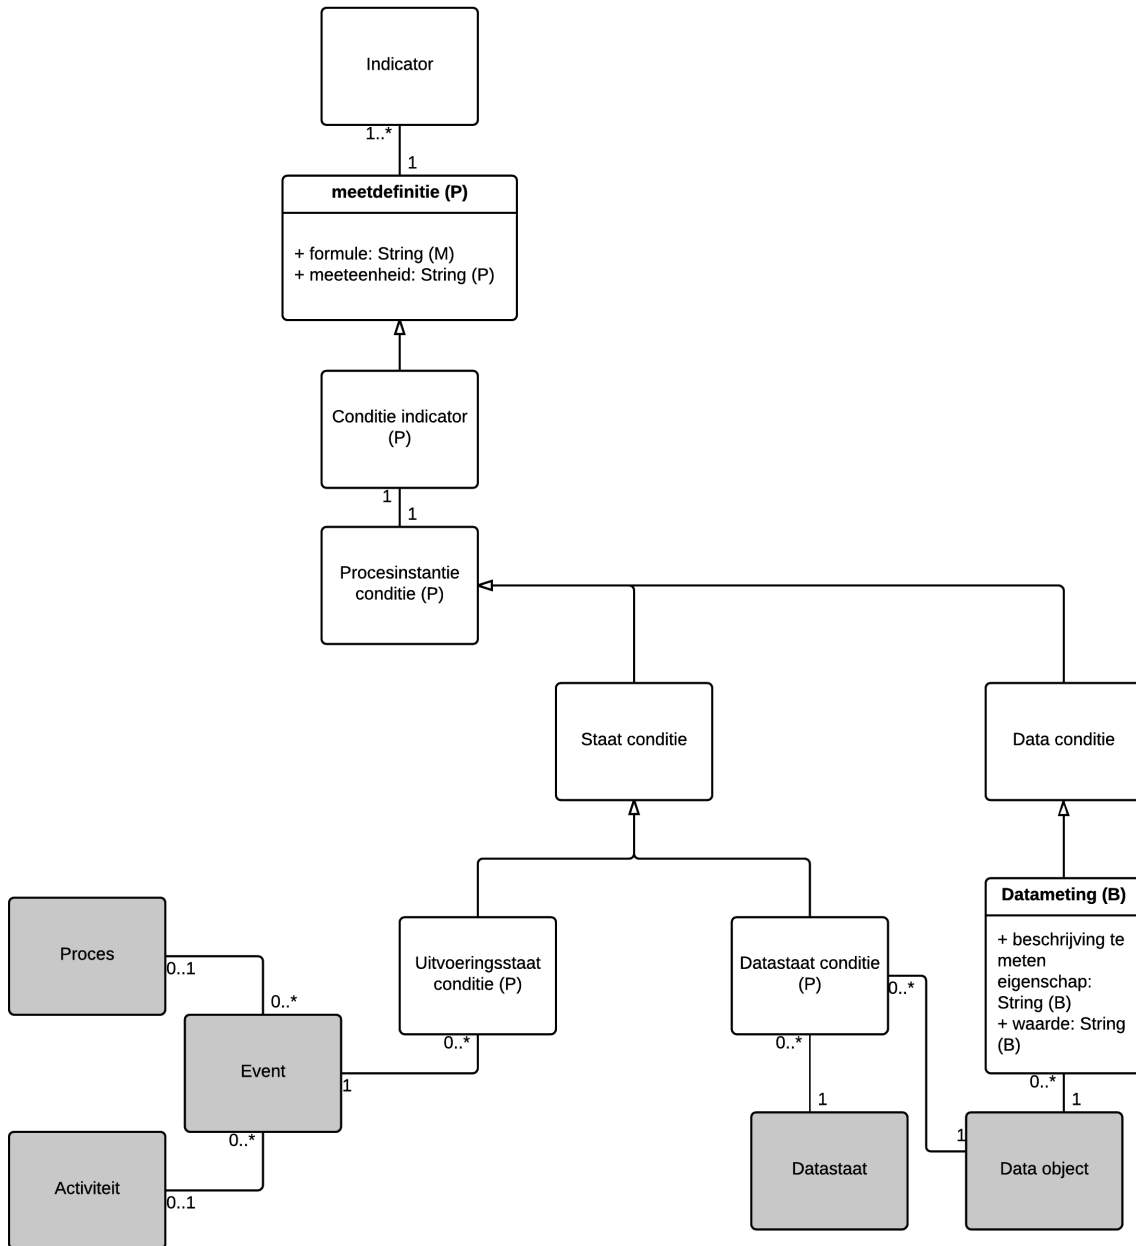 Indicator
1..*
1
meetdefinitie (P)
+ formule: String (M)
+ meeteenheid: String (P)
Conditie indicator
(P)
1
1
Procesinstantie
conditie (P)
Staat conditie
Data conditie
Datameting (B)
+ beschrijving te
meten
eigenschap:
String (B)
+ waarde: String
(B)
Uitvoeringsstaat
conditie (P)
Datastaat conditie
(P)
Proces
0..1
0..*
0..*
0..*
0..*
0..*
Event
1
1
1
1
0..*
Activiteit
0..1
Datastaat
Data object